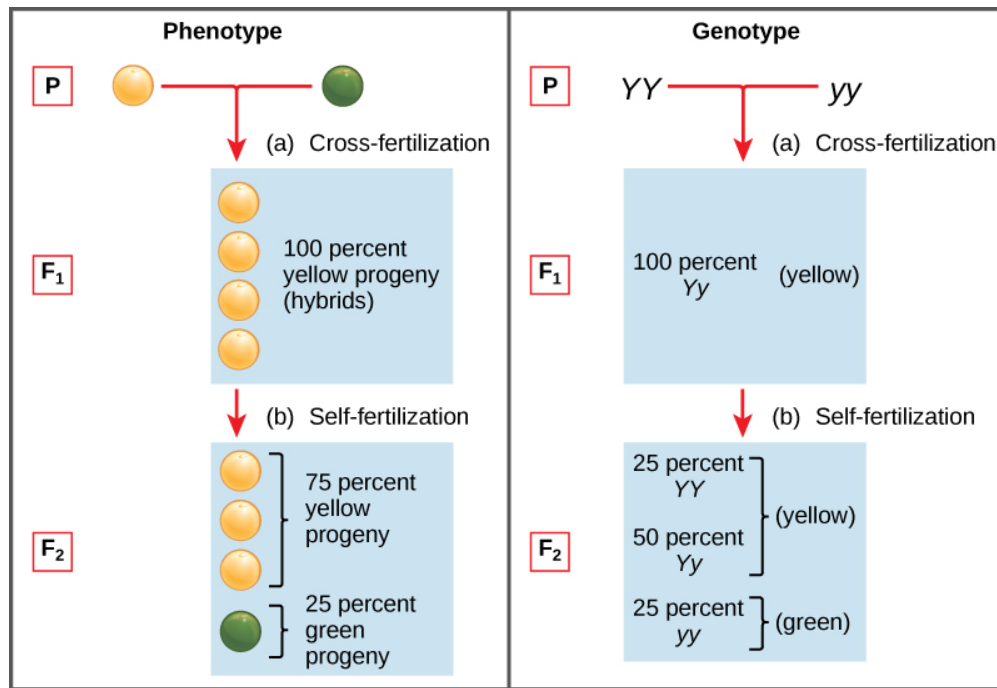 Phenotype
P
(a) Cross-fertilization
F₁
100 percent
yellow progeny
(hybrids)
(b) Self-fertilization
F₂
75 percent
yellow
progeny
25 percent
green
progeny
Genotype
P
YY
yy
(a) Cross-fertilization
F₁
100 percent
Yy
(yellow)
(b) Self-fertilization
F₂
25 percent
YY
50 percent
Yy
(yellow)
25 percent
yy
(green)